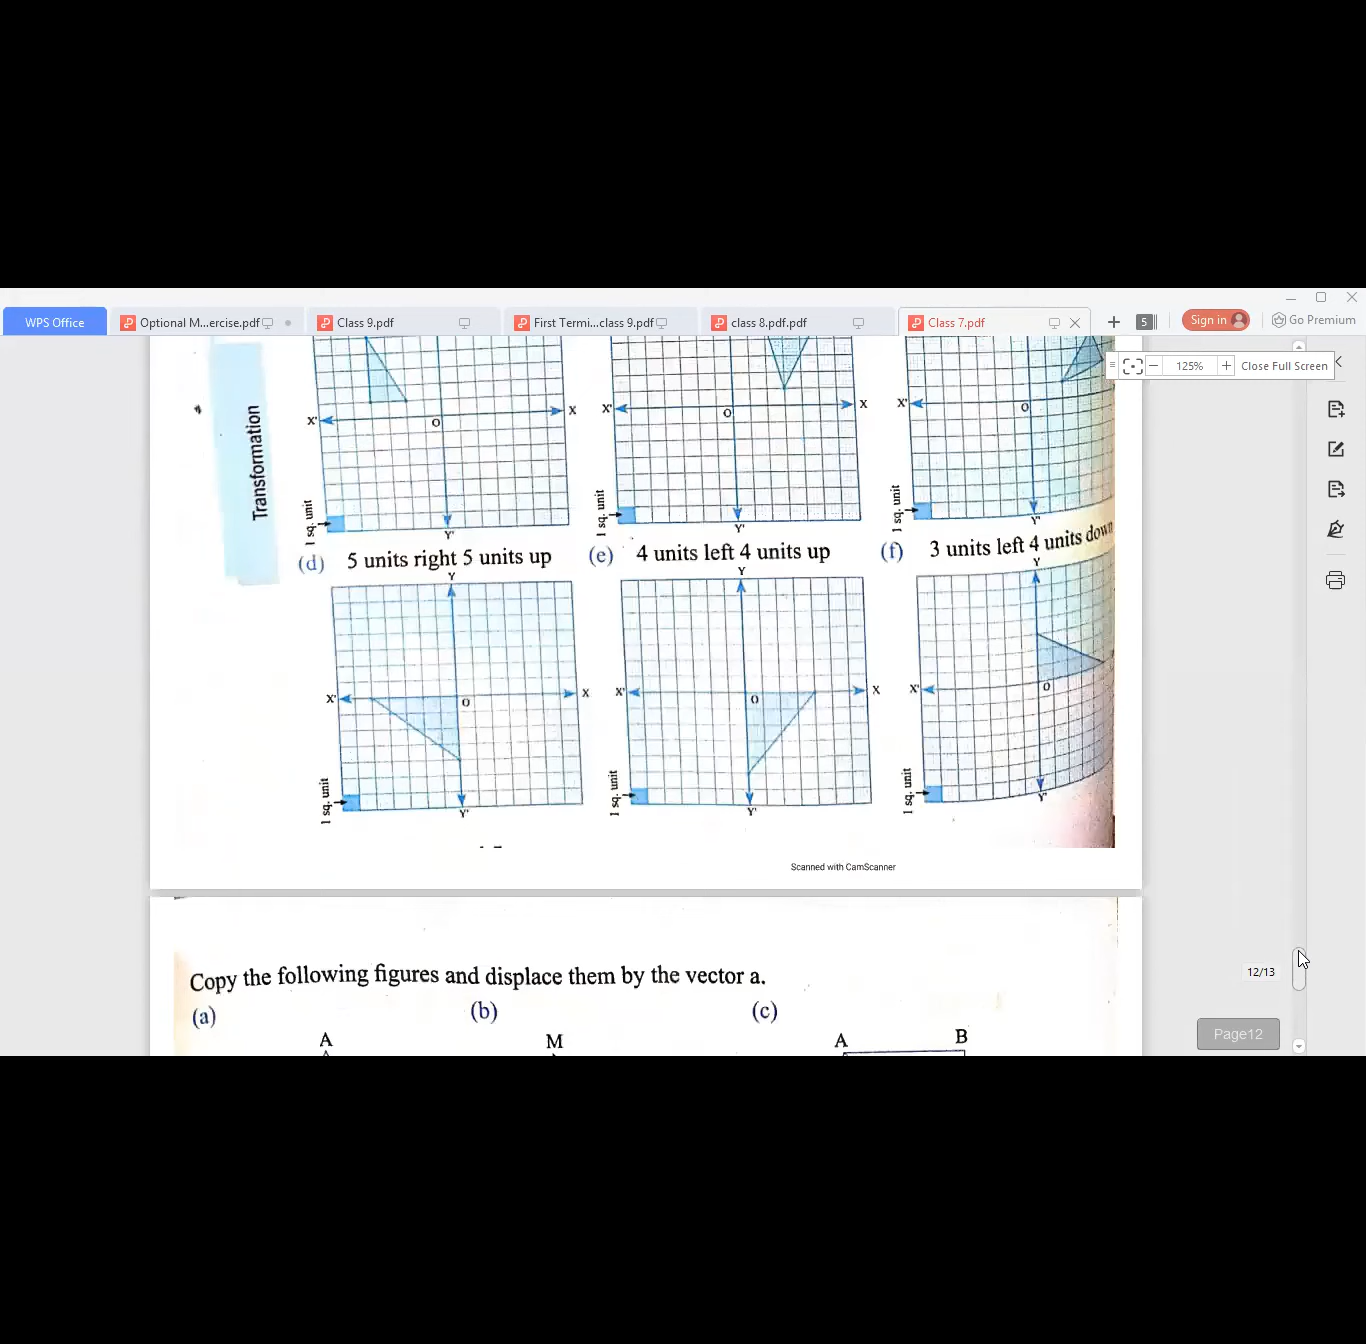 WPS Office
Optional M...ercise.pdf
Class 9.pdf
First Termi...class 9.pdf
class 8.pdf.pdf
Class 7.pdf
5
Sign in
Go Premium
125%
Close Full Screen
Transformation
X' O X
X' O X
X' O
1 sq. unit
1 sq. unit
1 sq. unit
Y'
Y'
Y'
(d) 5 units right 5 units up
(e) 4 units left 4 units up
(f) 3 units left 4 units down
Y
Y
Y
X' O X
X' O X
X' O
1 sq. unit
1 sq. unit
1 sq. unit
Y'
Y'
Y'
Scanned with CamScanner
Copy the following figures and displace them by the vector a.
(a)
(b)
(c)
A
M
A B
12/13
Page12